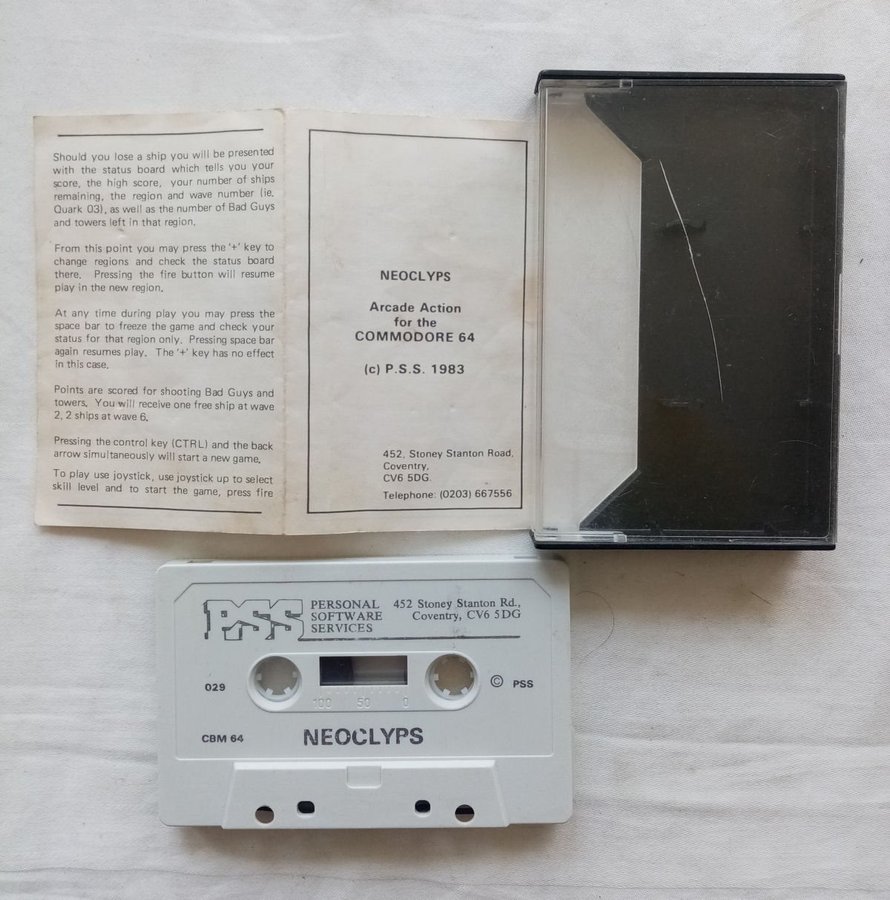 Should you lose a ship you will be presented
with the status board which tells you your
score, the high score, your number of ships
remaining, the region and wave number (ie.
Quark 03), as well as the number of Bad Guys
and towers left in that region.
From this point you may press the '+' key to
change regions and check the status board
there. Pressing the fire button will resume
play in the new region.
At any time during play you may press the
space bar to freeze the game and check your
status for that region only. Pressing space bar
again resumes play. The '+' key has no effect
in this case.
Points are scored for shooting Bad Guys and
towers. You will receive one free ship at wave
2, 2 ships at wave 6.
Pressing the control key (CTRL) and the back
arrow simultaneously will start a new game.
To play use joystick, use joystick up to select
skill level and to start the game, press fire
NEOCLYPS
Arcade Action
for the
COMMODORE 64
(c) P.S.S. 1983
452, Stoney Stanton Road,
Coventry,
CV6 5DG.
Telephone: (0203) 667556
PSS
PERSONAL
SOFTWARE
SERVICES
452 Stoney Stanton Rd.,
Coventry, CV6 5DG
029
100 50 0
© PSS
CBM 64
NEOCLYPS